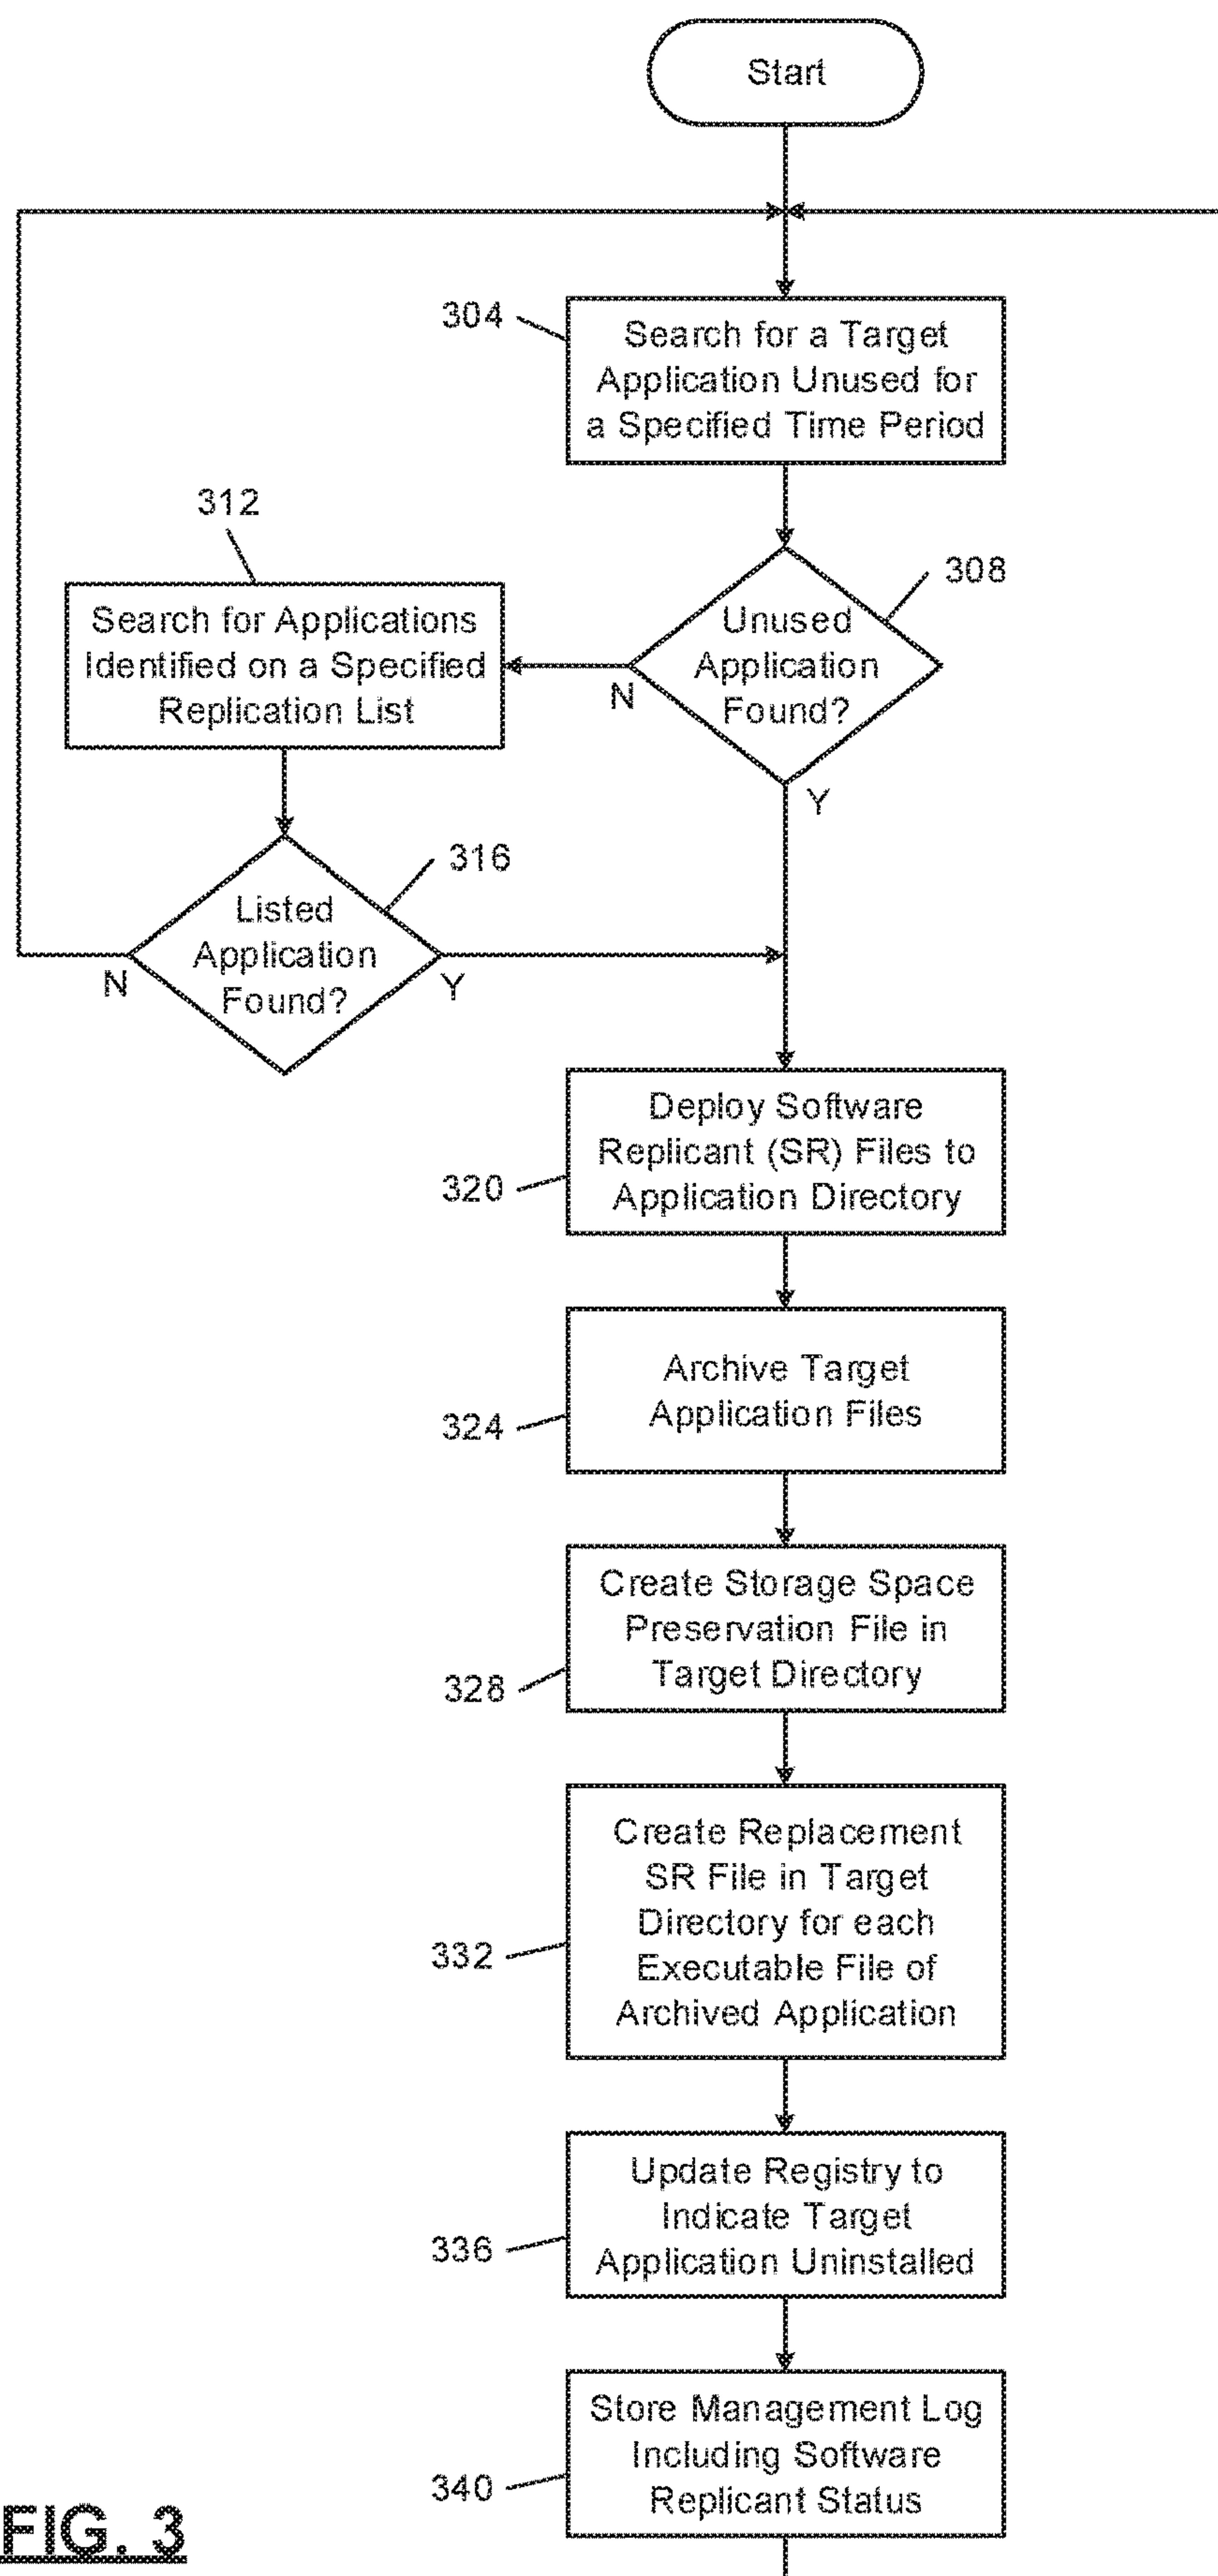 Start
304
Search for a Target
Application Unused for
a Specified Time Period
308
Unused
Application
Found?
N
Y
312
Search for Applications
Identified on a Specified
Replication List
316
Listed
Application
Found?
N
Y
320
Deploy Software
Replicant (SR) Files to
Application Directory
324
Archive Target
Application Files
328
Create Storage Space
Preservation File in
Target Directory
332
Create Replacement
SR File in Target
Directory for each
Executable File of
Archived Application
336
Update Registry to
Indicate Target
Application Uninstalled
340
Store Management Log
Including Software
Replicant Status
FIG. 3